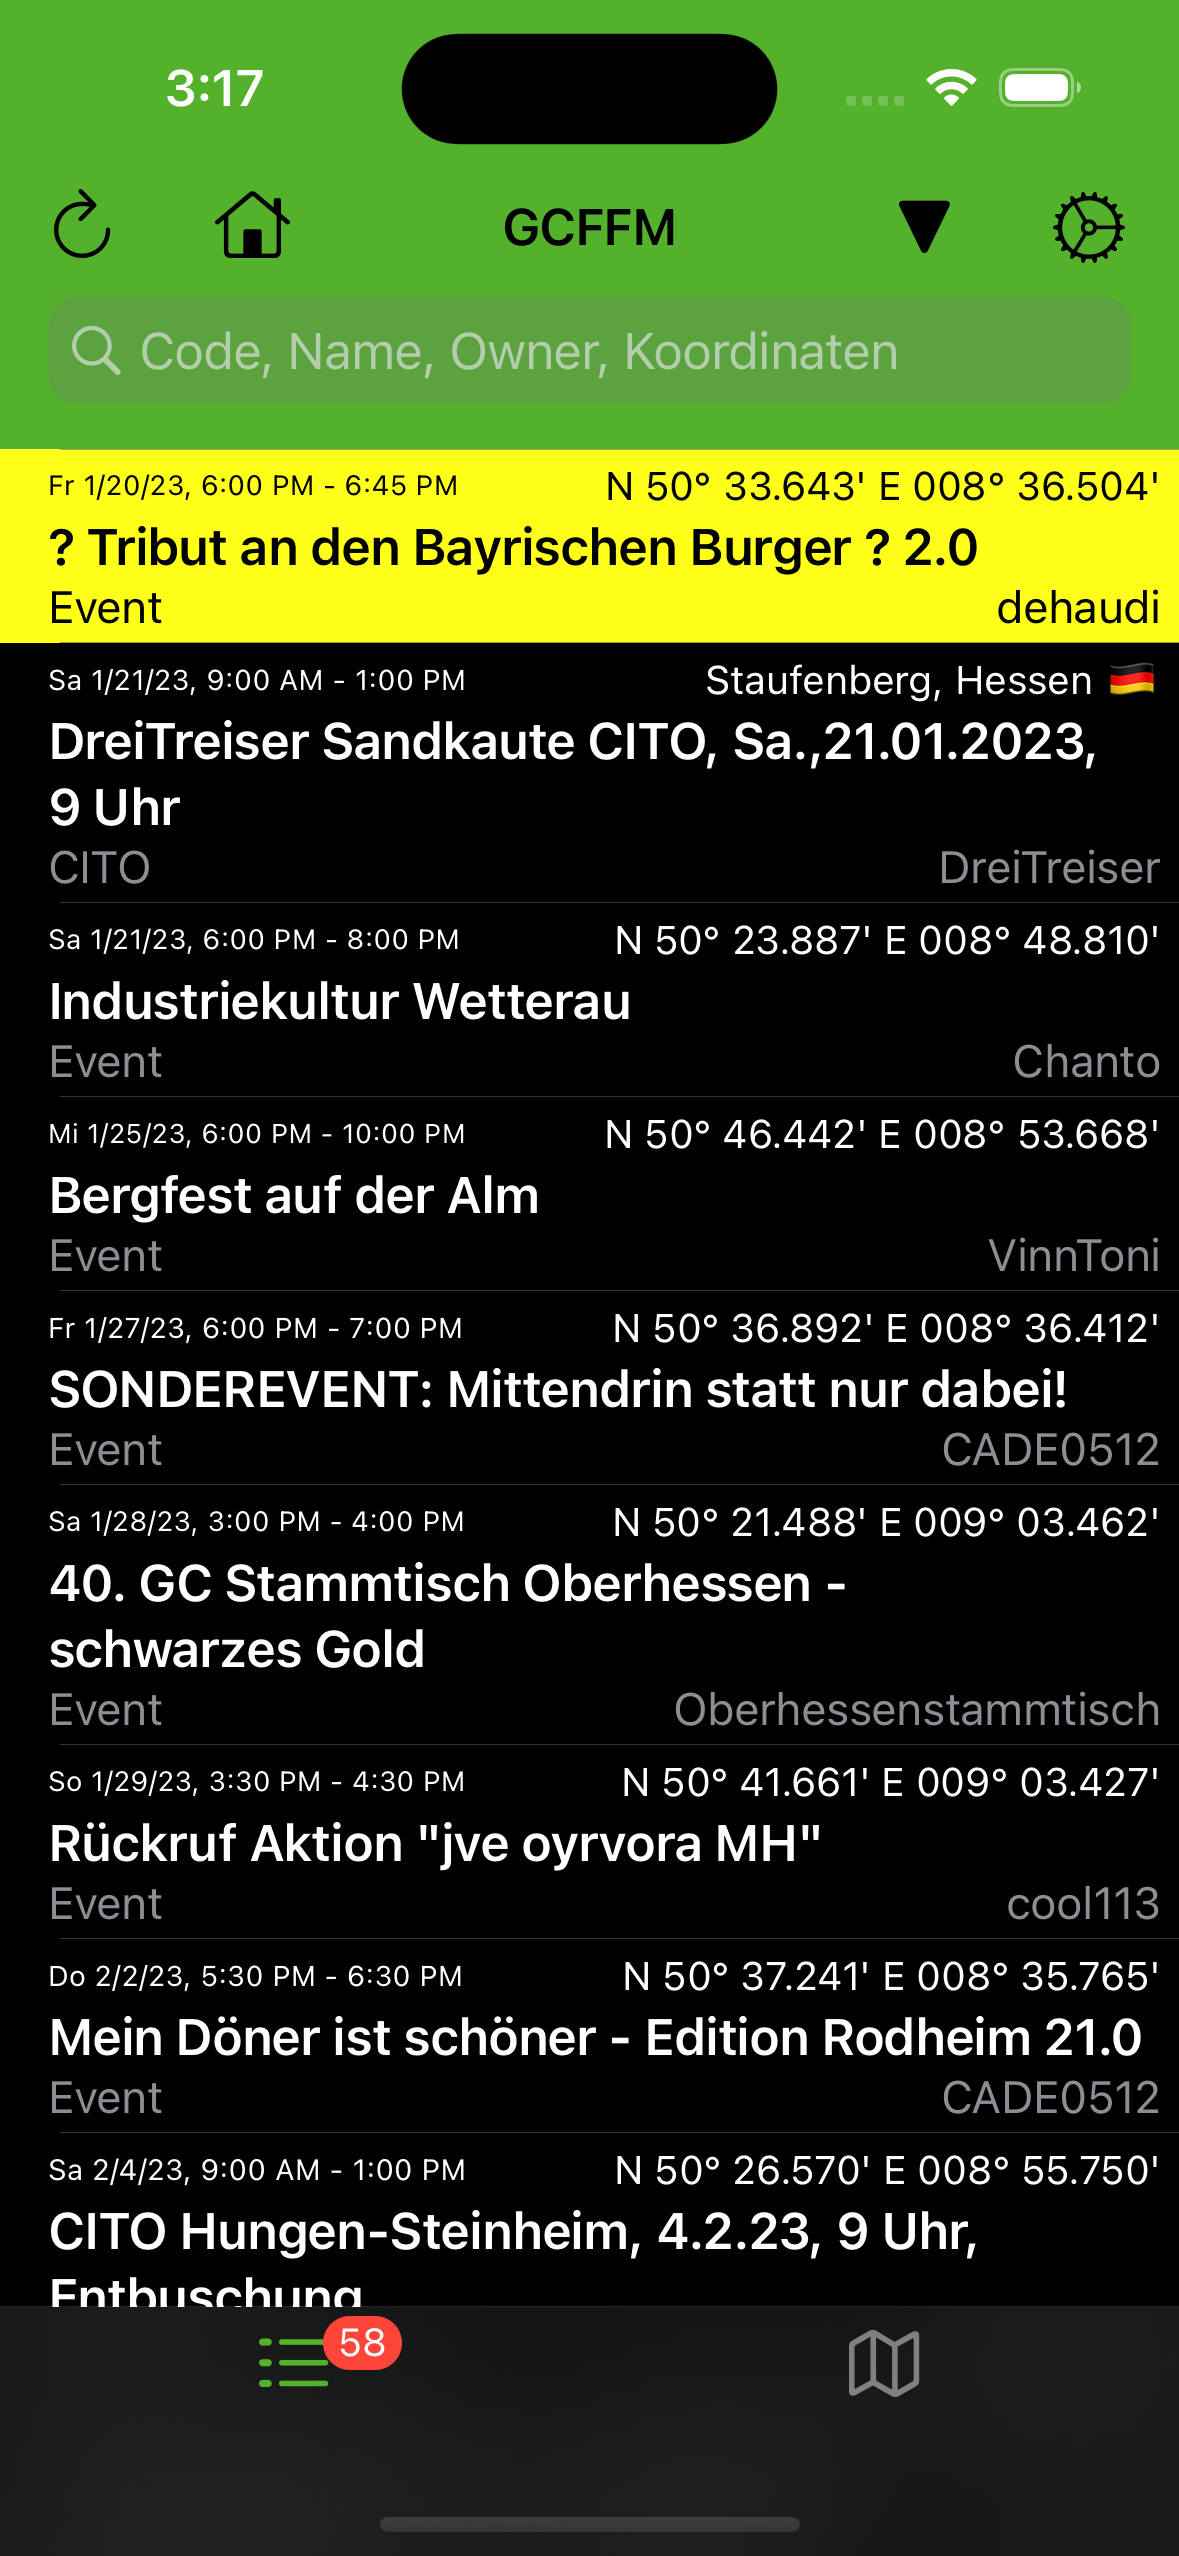 3:17
GCFFM
Code, Name, Owner, Koordinaten
Fr 1/20/23, 6:00 PM - 6:45 PM N 50° 33.643' E 008° 36.504'
? Tribut an den Bayrischen Burger ? 2.0
Event dehaudi
Sa 1/21/23, 9:00 AM - 1:00 PM Staufenberg, Hessen 🇩🇪
DreiTreiser Sandkaute CITO, Sa.,21.01.2023,
9 Uhr
CITO DreiTreiser
Sa 1/21/23, 6:00 PM - 8:00 PM N 50° 23.887' E 008° 48.810'
Industriekultur Wetterau
Event Chanto
Mi 1/25/23, 6:00 PM - 10:00 PM N 50° 46.442' E 008° 53.668'
Bergfest auf der Alm
Event VinnToni
Fr 1/27/23, 6:00 PM - 7:00 PM N 50° 36.892' E 008° 36.412'
SONDEREVENT: Mittendrin statt nur dabei!
Event CADE0512
Sa 1/28/23, 3:00 PM - 4:00 PM N 50° 21.488' E 009° 03.462'
40. GC Stammtisch Oberhessen -
schwarzes Gold
Event Oberhessenstammtisch
So 1/29/23, 3:30 PM - 4:30 PM N 50° 41.661' E 009° 03.427'
Rückruf Aktion "jve oyrvora MH"
Event cool113
Do 2/2/23, 5:30 PM - 6:30 PM N 50° 37.241' E 008° 35.765'
Mein Döner ist schöner - Edition Rodheim 21.0
Event CADE0512
Sa 2/4/23, 9:00 AM - 1:00 PM N 50° 26.570' E 008° 55.750'
CITO Hungen-Steinheim, 4.2.23, 9 Uhr,
Entbuschung
58